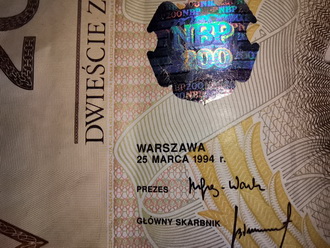 NBP
200
DWIEŚCIE Z
WARSZAWA
25 MARCA 1994 r.
PREZES
GŁÓWNY SKARBNIK